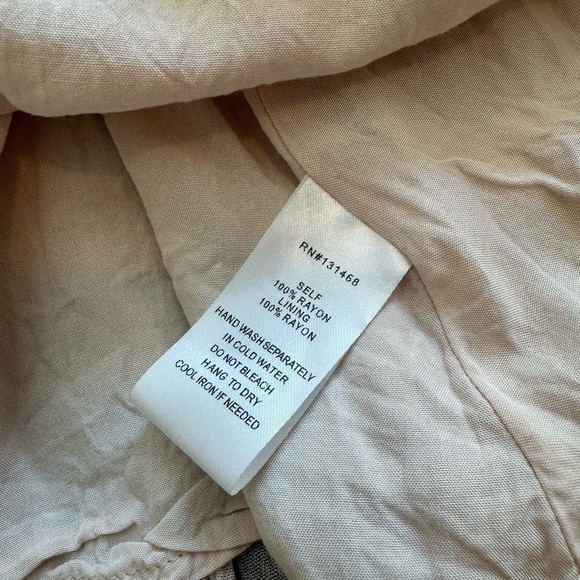 RN#131468
SELF
100% RAYON
LINING
100% RAYON
HAND WASH SEPARATELY
IN COLD WATER
DO NOT BLEACH
HANG TO DRY
COOL IRON IF NEEDED